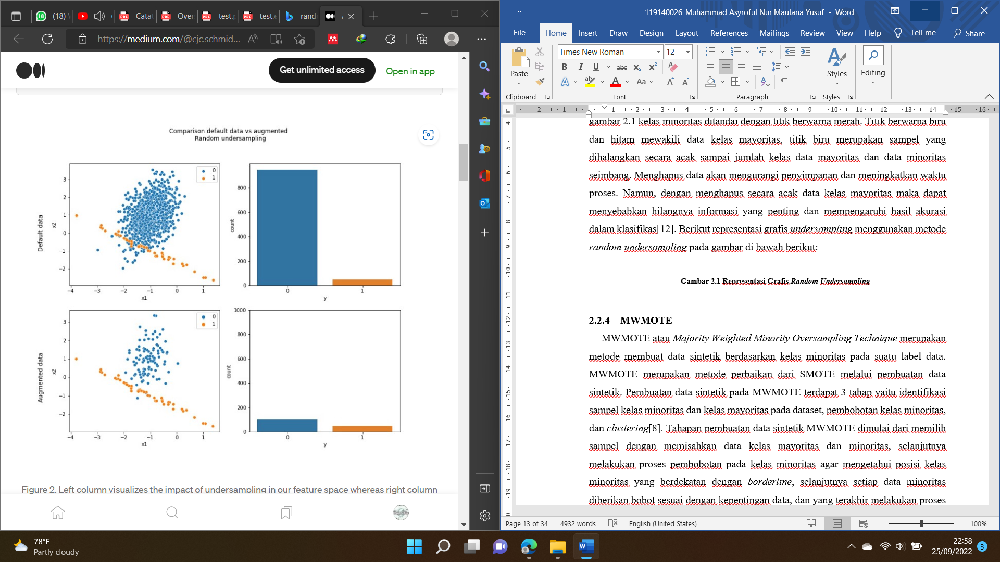 (18) \
Catat
Over
test.p
test.e
rand
https://medium.com/@cjc.schmid...
Get unlimited access
Open in app
Comparison default data vs augmented
Random undersampling
Default data
x2
3
2
1
0
−1
−2
−4 −3 −2 −1 0 1
x1
0
1
count
800
600
400
200
0
0 1
y
Augmented data
x2
3
2
1
0
−1
−2
−4 −3 −2 −1 0 1
x1
0
1
count
1000
800
600
400
200
0
0 1
y
Figure 2. Left column visualizes the impact of undersampling in our feature space whereas right column
119140026_Muhammad Asyroful Nur Maulana Yusuf - Word
File Home Insert Draw Design Layout References Mailings Review View Help Tell me Share
Paste
Clipboard
Times New Roman 12
B I U abc x₂ x²
A ab A Aa A A
Font
Paragraph
Styles
Styles
Editing
2 1 1 2 3 4 5 6 7 8 9 10 11 12 13 14 15 16
gambar 2.1 kelas minoritas ditandai dengan titik berwarna merah. Titik berwarna biru
dan hitam mewakili data kelas mayoritas, titik biru merupakan sampel yang
dihalangkan secara acak sampai jumlah kelas data mayoritas dan data minoritas
seimbang. Menghapus data akan mengurangi penyimpanan dan meningkatkan waktu
proses. Namun, dengan menghapus secara acak data kelas mayoritas maka dapat
menyebabkan hilangnya informasi yang penting dan mempengaruhi hasil akurasi
dalam klasifikas[12]. Berikut representasi grafis undersampling menggunakan metode
random undersampling pada gambar di bawah berikut:
Gambar 2.1 Representasi Grafis Random Undersampling
2.2.4 MWMOTE
MWMOTE atau Majority Weighted Minority Oversampling Technique merupakan
metode membuat data sintetik berdasarkan kelas minoritas pada suatu label data.
MWMOTE merupakan metode perbaikan dari SMOTE melalui pembuatan data
sintetik. Pembuatan data sintetik pada MWMOTE terdapat 3 tahap yaitu identifikasi
sampel kelas minoritas dan kelas mayoritas pada dataset, pembobotan kelas minoritas,
dan clustering[8]. Tahapan pembuatan data sintetik MWMOTE dimulai dari memilih
sampel dengan memisahkan data kelas mayoritas dan minoritas, selanjutnya
melakukan proses pembobotan pada kelas minoritas agar mengetahui posisi kelas
minoritas yang berdekatan dengan borderline, selanjutnya setiap data minoritas
diberikan bobot sesuai dengan kepentingan data, dan yang terakhir melakukan proses
Page 13 of 34 4932 words English (United States) 100%
78°F
Partly cloudy
22:58
25/09/2022
3